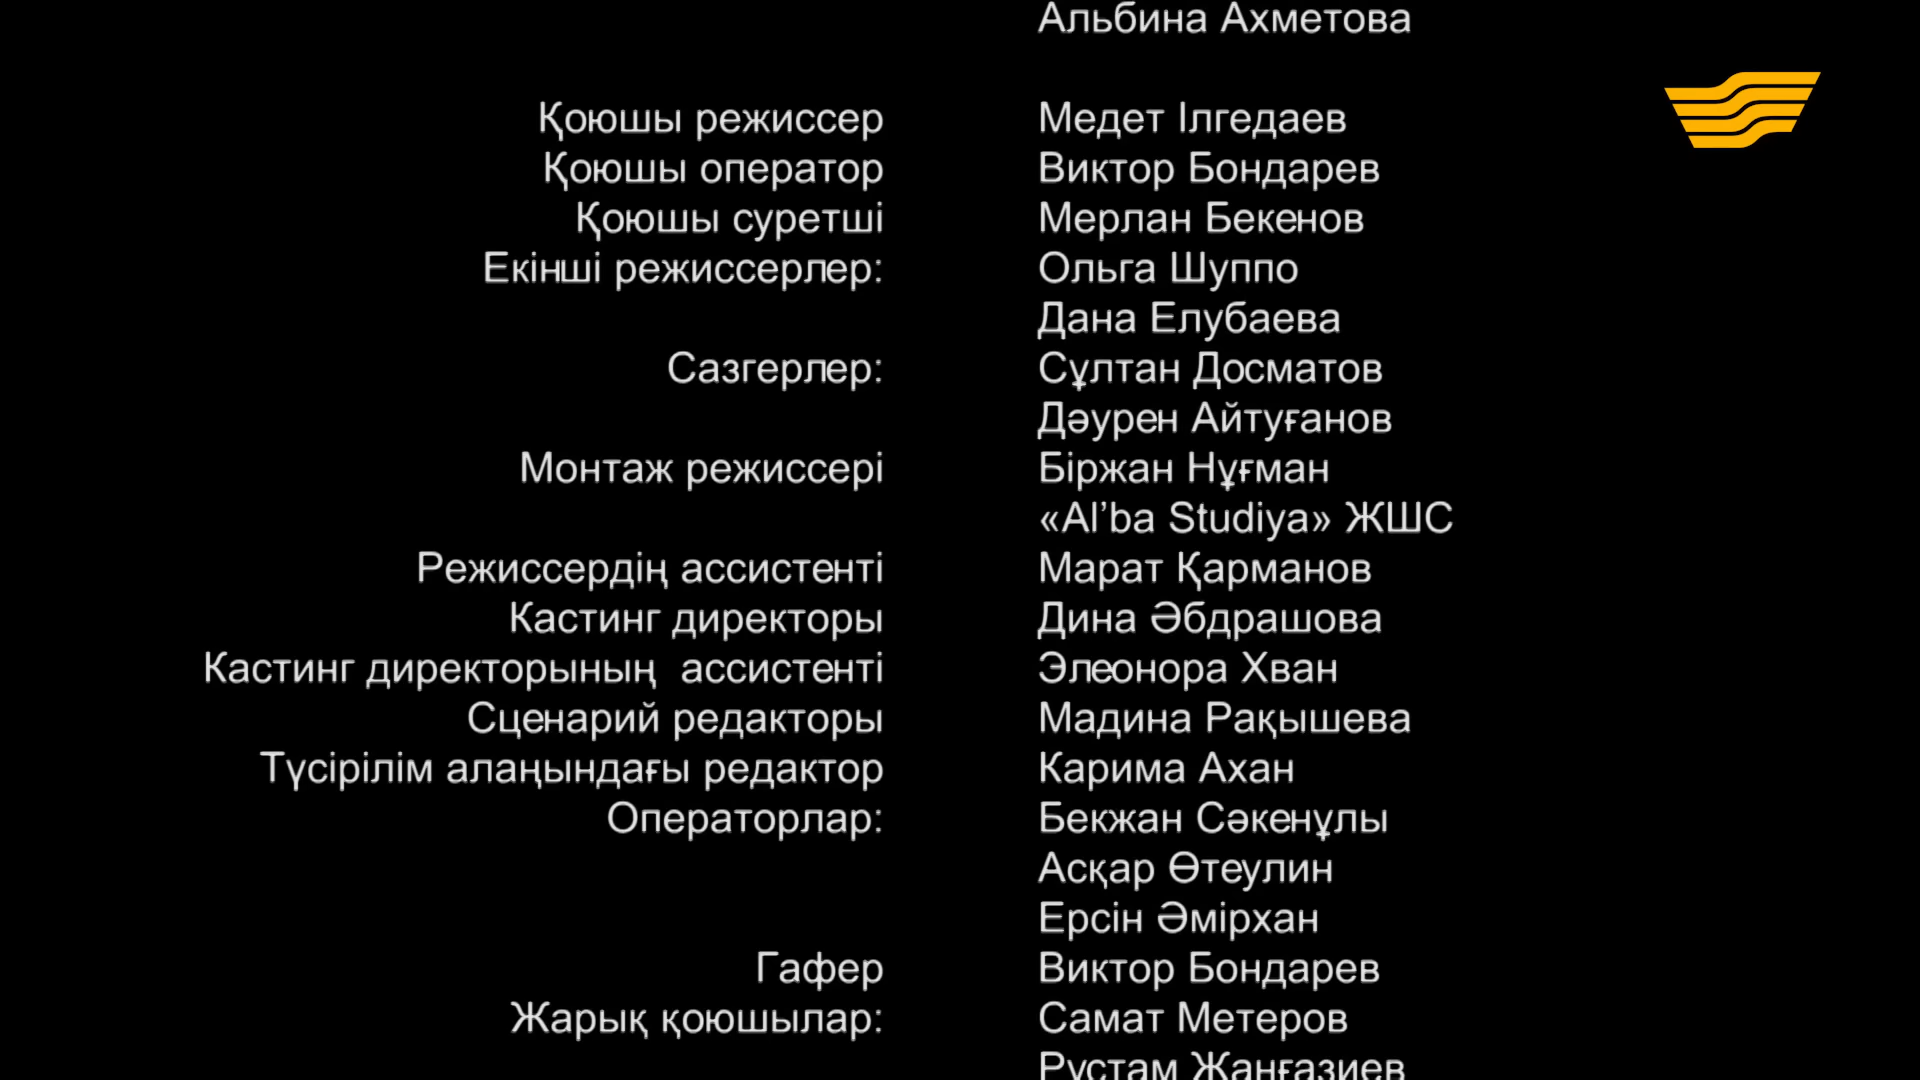 Альбина Ахметова
Қоюшы режиссер Медет Ілгедаев
Қоюшы оператор Виктор Бондарев
Қоюшы суретші Мерлан Бекенов
Екінші режиссерлер: Ольга Шуппо
Дана Елубаева
Сазгерлер: Сұлтан Досматов
Дәурен Айтуғанов
Монтаж режиссері Біржан Нұғман
«Al’ba Studiya» ЖШС
Режиссердің ассистенті Марат Қарманов
Кастинг директоры Дина Әбдрашова
Кастинг директорының ассистенті Элеонора Хван
Сценарий редакторы Мадина Рақышева
Түсірілім алаңындағы редактор Карима Ахан
Операторлар: Бекжан Сәкенұлы
Асқар Өтеулин
Ерсін Әмірхан
Гафер Виктор Бондарев
Жарық қоюшылар: Самат Метеров
Рустам Жанғазиев